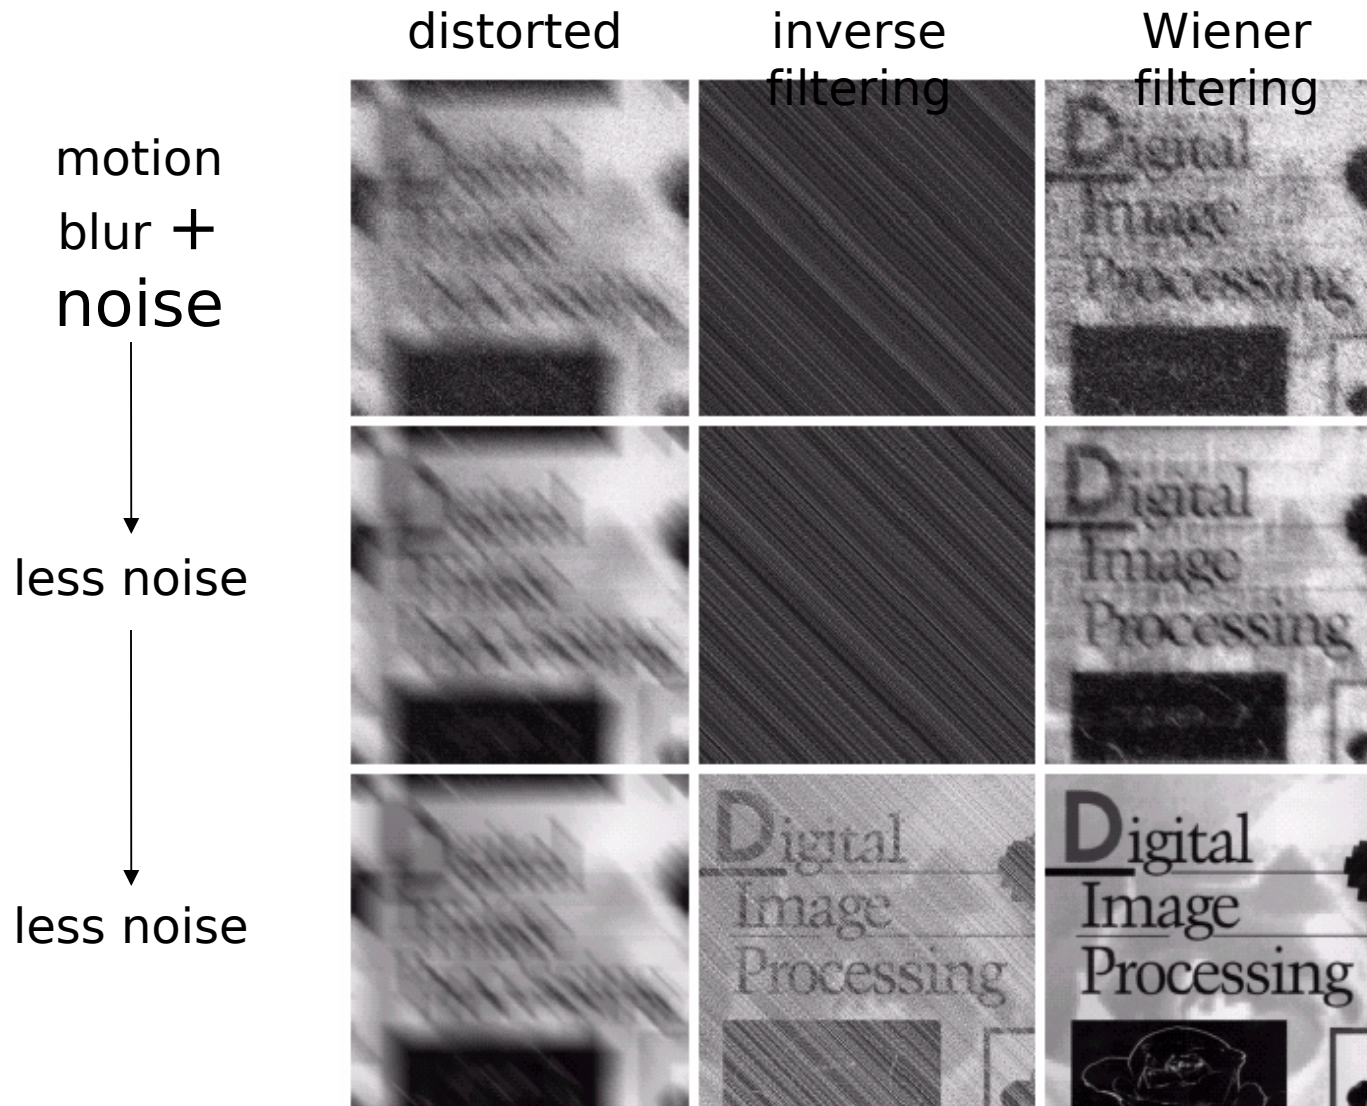 distorted
inverse
filtering
Wiener
filtering
motion
blur +
noise
Digital
Image
Processing
less noise
Digital
Image
Processing
less noise
Digital
Image
Processing
Digital
Image
Processing